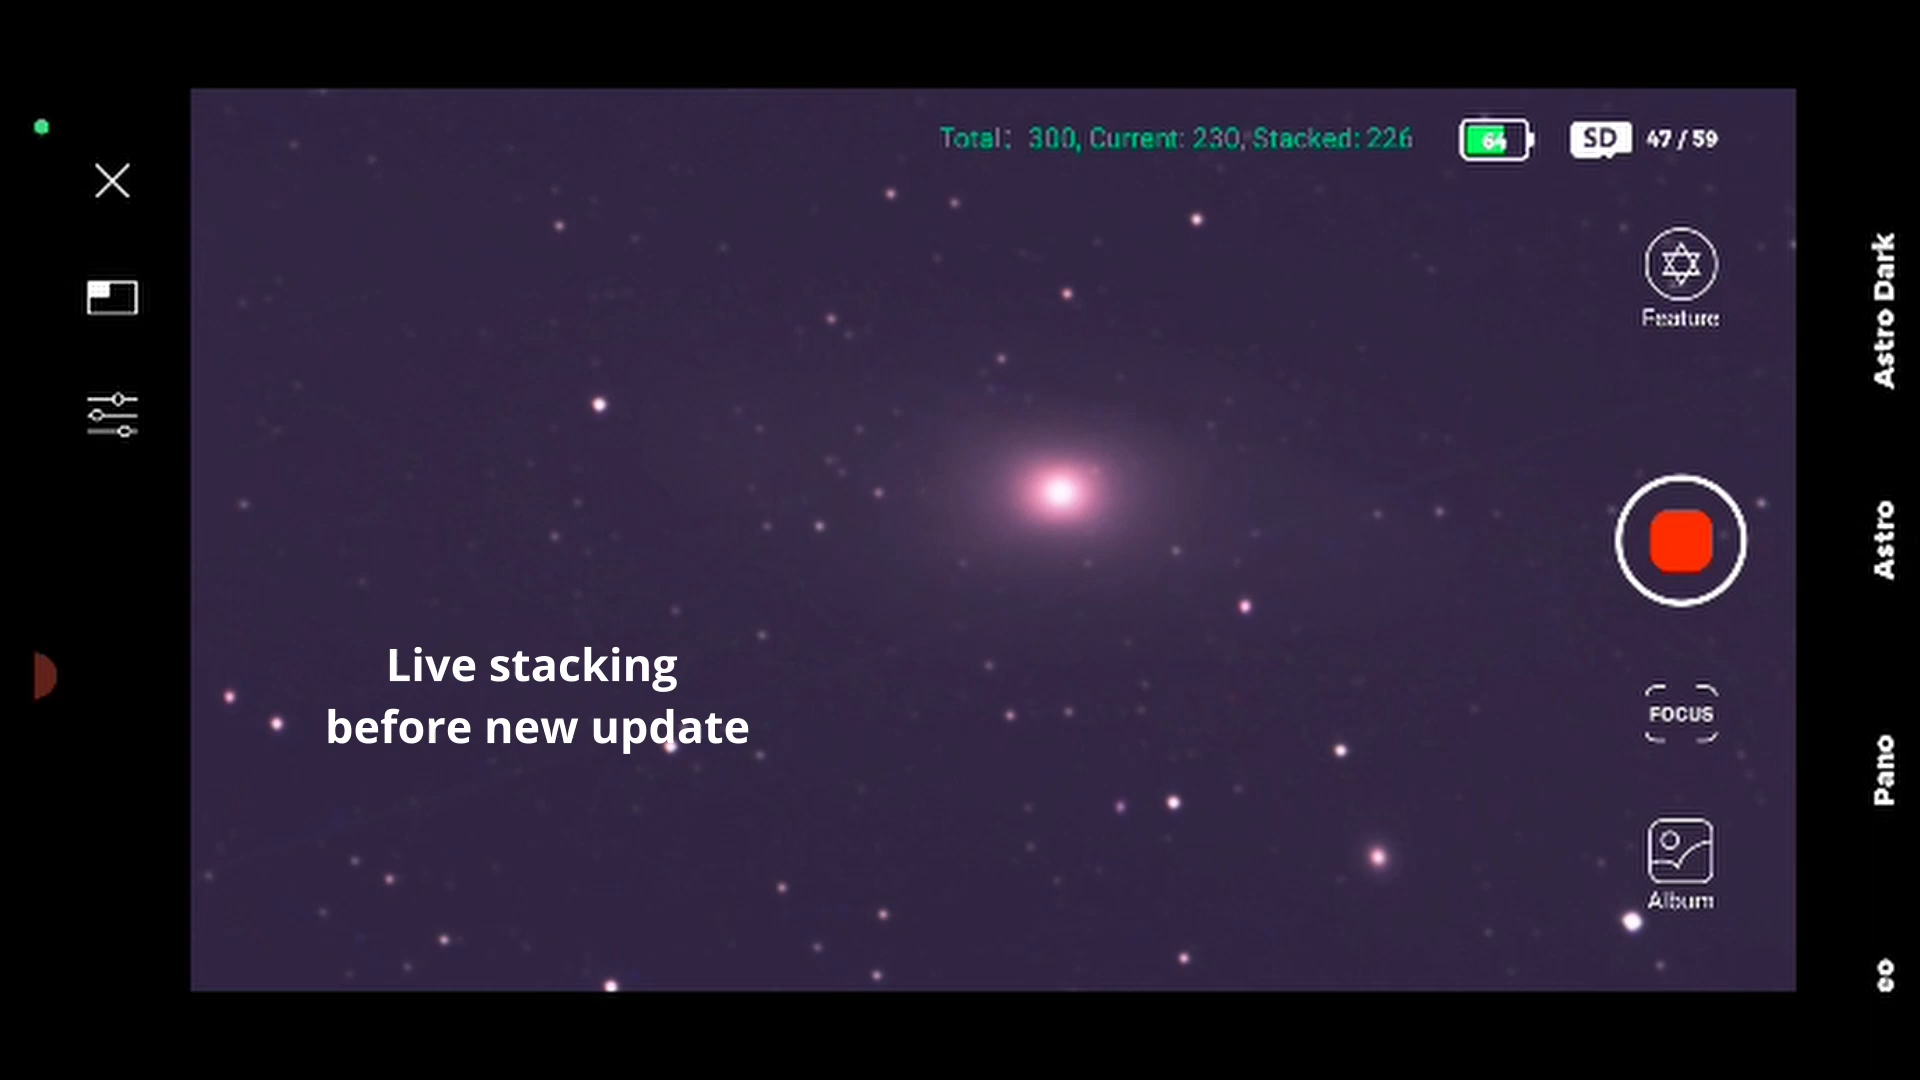 Total: 300, Current: 230, Stacked: 226
64
SD 47 / 59
Feature
Astro Dark
Astro
FOCUS
Pano
Album
eo
Live stacking
before new update